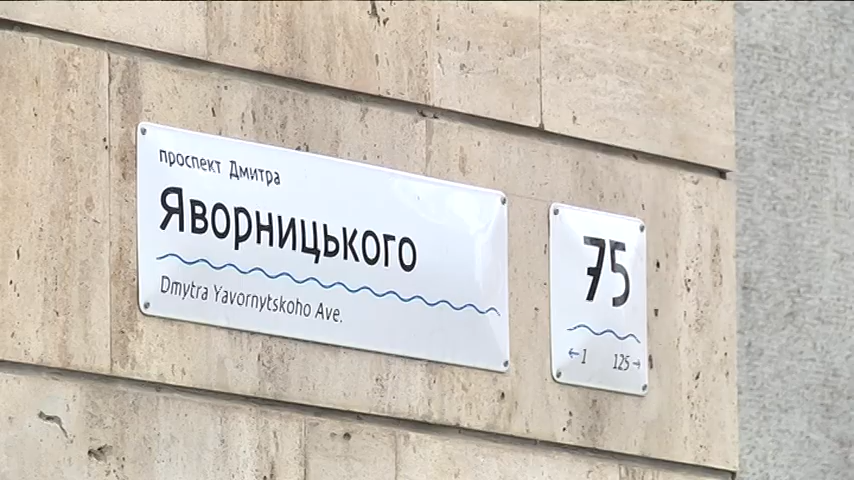 проспект Дмитра
Яворницького
Dmytra Yavornytskoho Ave.
75
←1 125→